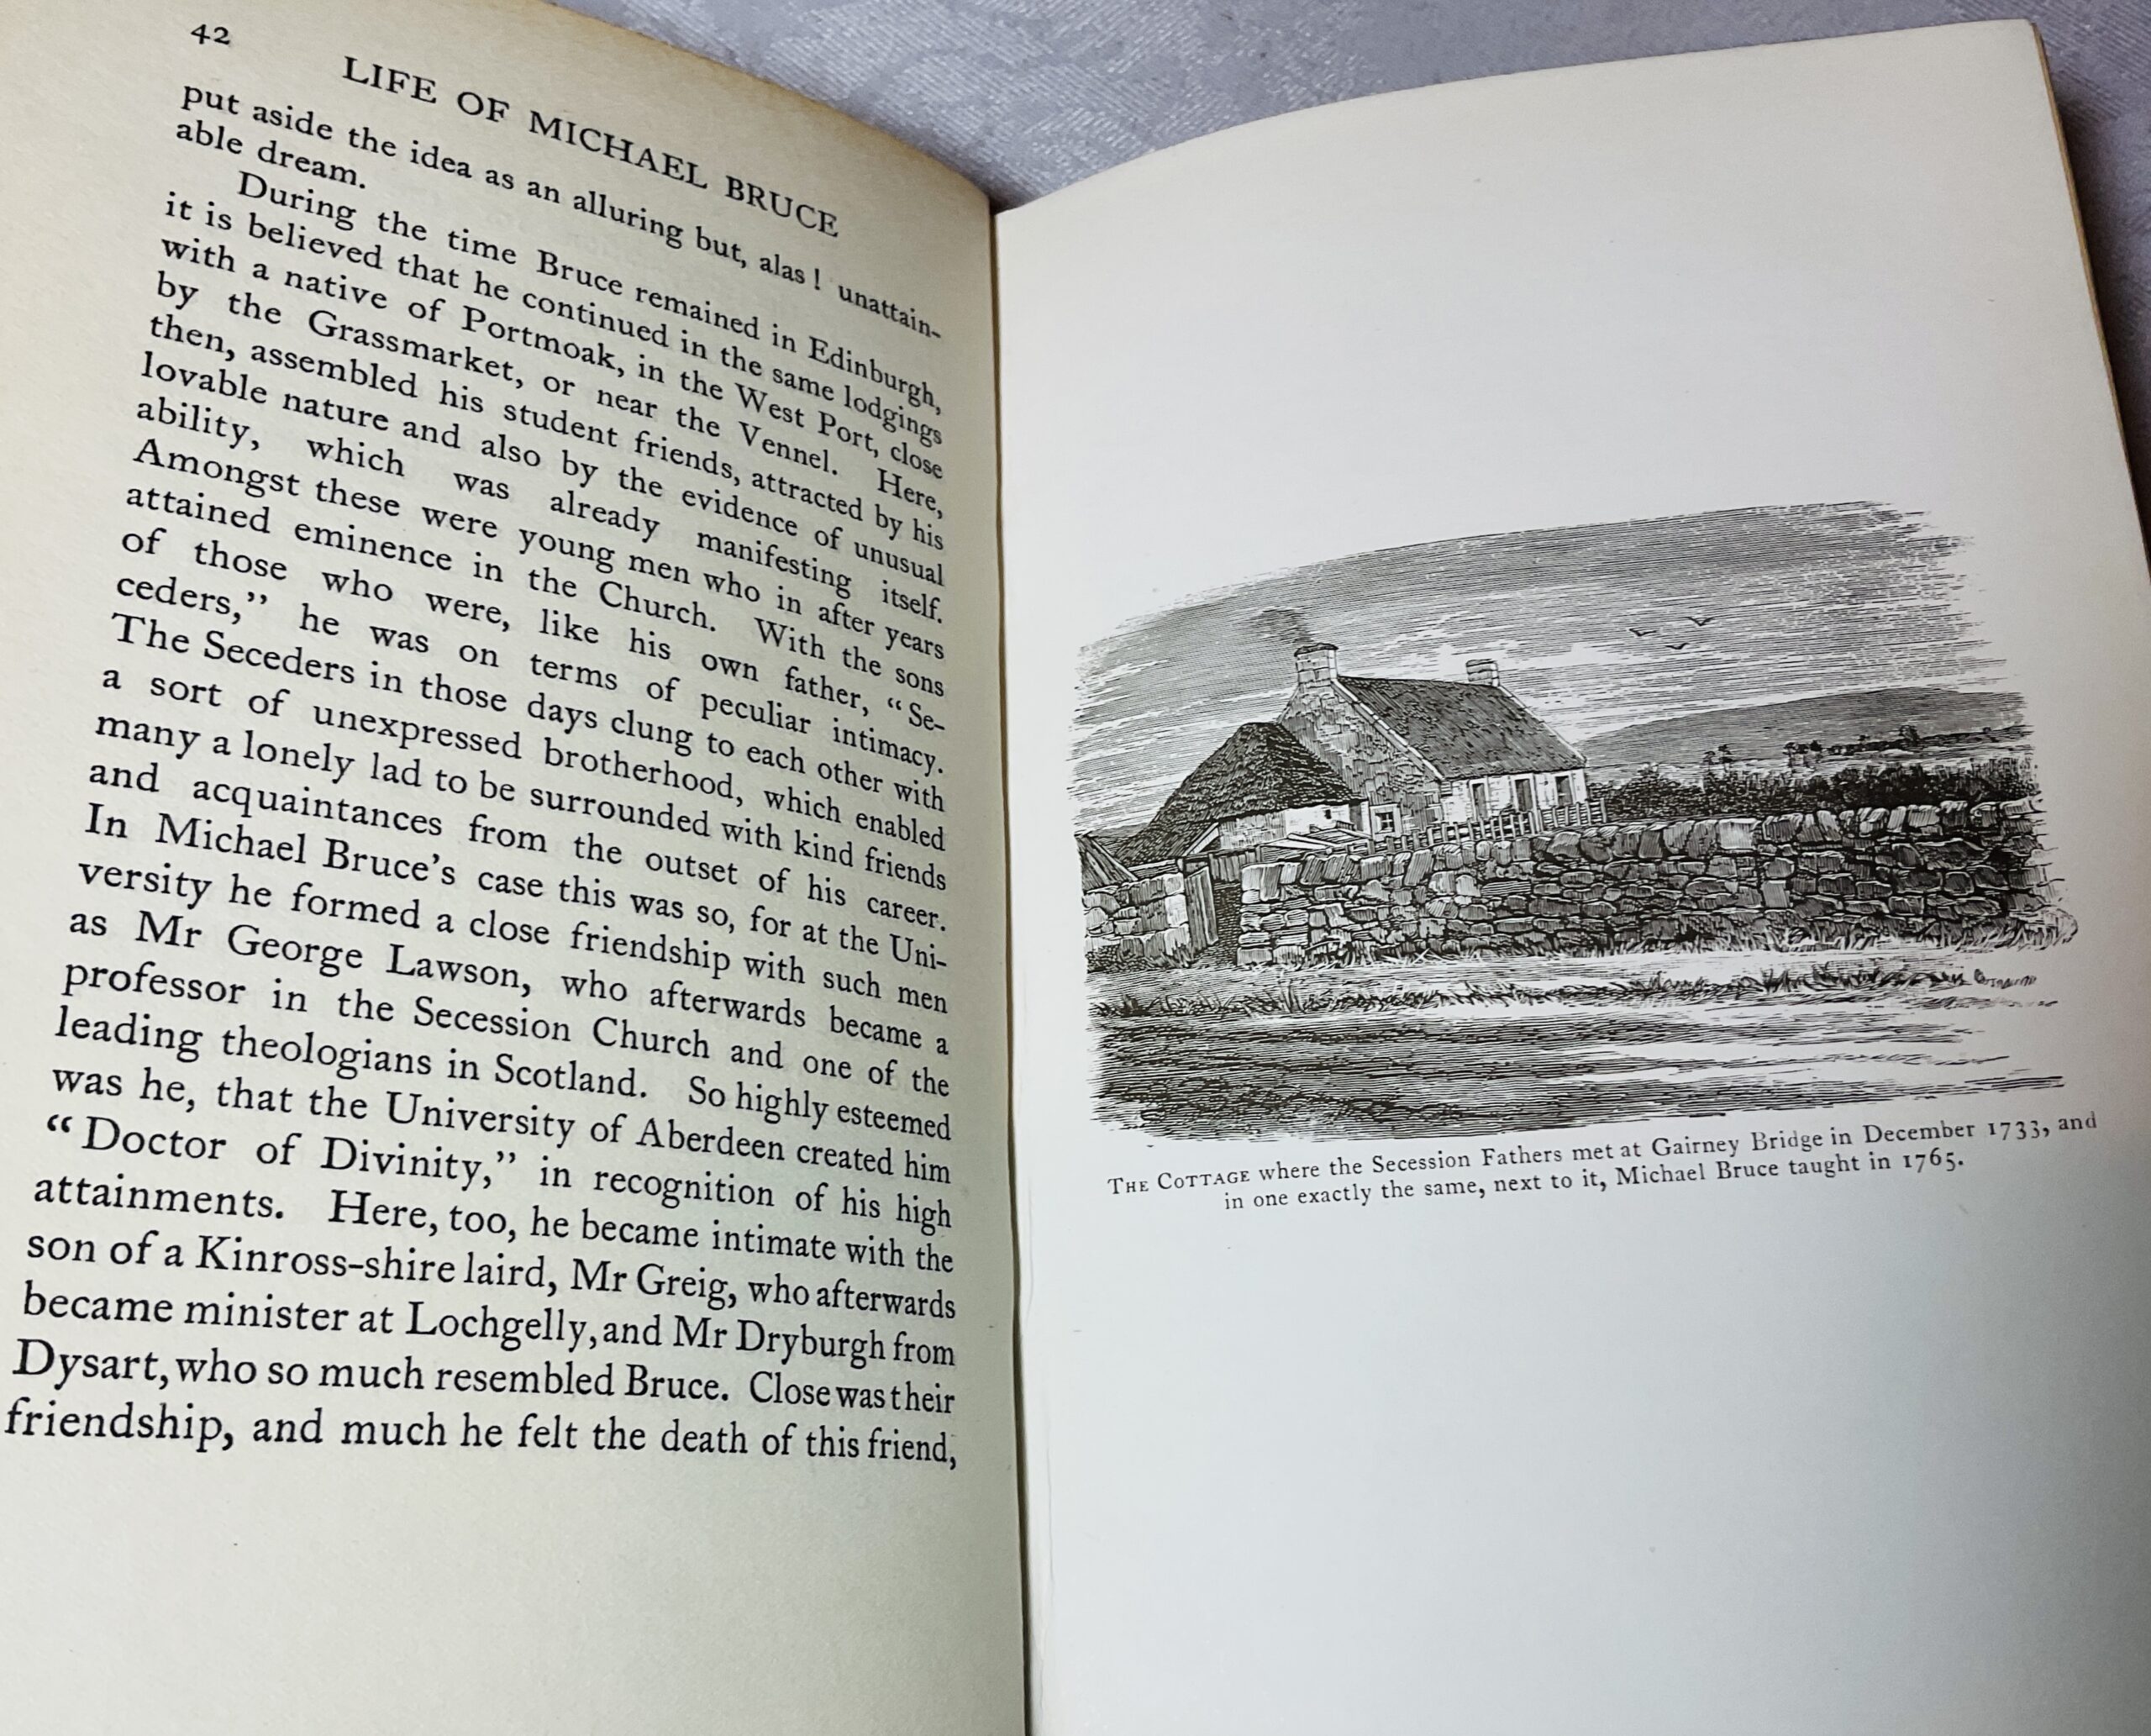 42
LIFE OF MICHAEL BRUCE
put aside the idea as an alluring but, alas! unattain-
able dream.
During the time Bruce remained in Edinburgh,
it is believed that he continued in the same lodgings
with a native of Portmoak, in the West Port, close
by the Grassmarket, or near the Vennel. Here,
then, assembled his student friends, attracted by his
lovable nature and also by the evidence of unusual
ability, which was already manifesting itself.
Amongst these were young men who in after years
attained eminence in the Church. With the sons
of those who were, like his own father, “Se-
ceders,” he was on terms of peculiar intimacy.
The Seceders in those days clung to each other with
a sort of unexpressed brotherhood, which enabled
many a lonely lad to be surrounded with kind friends
and acquaintances from the outset of his career.
In Michael Bruce’s case this was so, for at the Uni-
versity he formed a close friendship with such men
as Mr George Lawson, who afterwards became a
professor in the Secession Church and one of the
leading theologians in Scotland. So highly esteemed
was he, that the University of Aberdeen created him
“Doctor of Divinity,” in recognition of his high
attainments. Here, too, he became intimate with the
son of a Kinross-shire laird, Mr Greig, who afterwards
became minister at Lochgelly, and Mr Dryburgh from
Dysart, who so much resembled Bruce. Close was their
friendship, and much he felt the death of this friend,
THE COTTAGE where the Secession Fathers met at Gairney Bridge in December 1733, and
in one exactly the same, next to it, Michael Bruce taught in 1765.